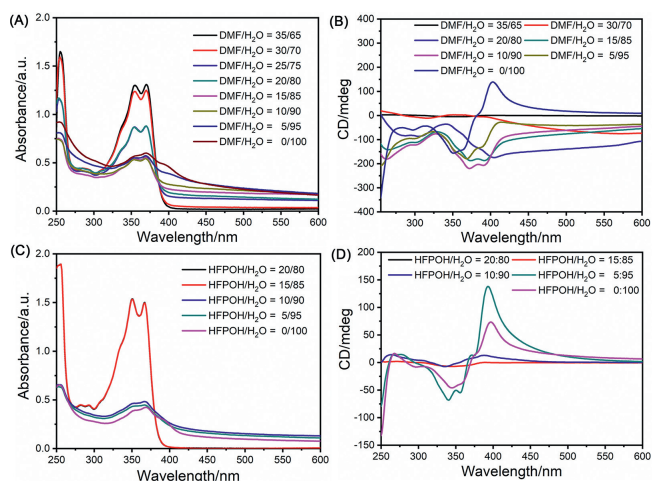 (A)
DMF/H2O = 35/65
DMF/H2O = 30/70
DMF/H2O = 25/75
DMF/H2O = 20/80
DMF/H2O = 15/85
DMF/H2O = 10/90
DMF/H2O = 5/95
DMF/H2O = 0/100
Absorbance/a.u.
2.0
1.5
1.0
0.5
0.0
250 300 350 400 450 500 550 600
Wavelength/nm
(B)
DMF/H2O = 35/65 DMF/H2O = 30/70
DMF/H2O = 20/80 DMF/H2O = 15/85
DMF/H2O = 10/90 DMF/H2O = 5/95
DMF/H2O = 0/100
CD/mdeg
400
300
200
100
0
-100
-200
-300
-400
250 300 350 400 450 500 550 600
Wavelength/nm
(C)
HFPOH/H2O = 20/80
HFPOH/H2O = 15/85
HFPOH/H2O = 10/90
HFPOH/H2O = 5/95
HFPOH/H2O = 0/100
Absorbance/a.u.
2.0
1.5
1.0
0.5
0.0
250 300 350 400 450 500 550 600
Wavelength/nm
(D)
HFPOH/H2O = 20:80 HFPOH/H2O = 15:85
HFPOH/H2O = 10:90 HFPOH/H2O = 5:95
HFPOH/H2O = 0:100
CD/mdeg
200
150
100
50
0
-50
-100
-150
250 300 350 400 450 500 550 600
Wavelength/nm